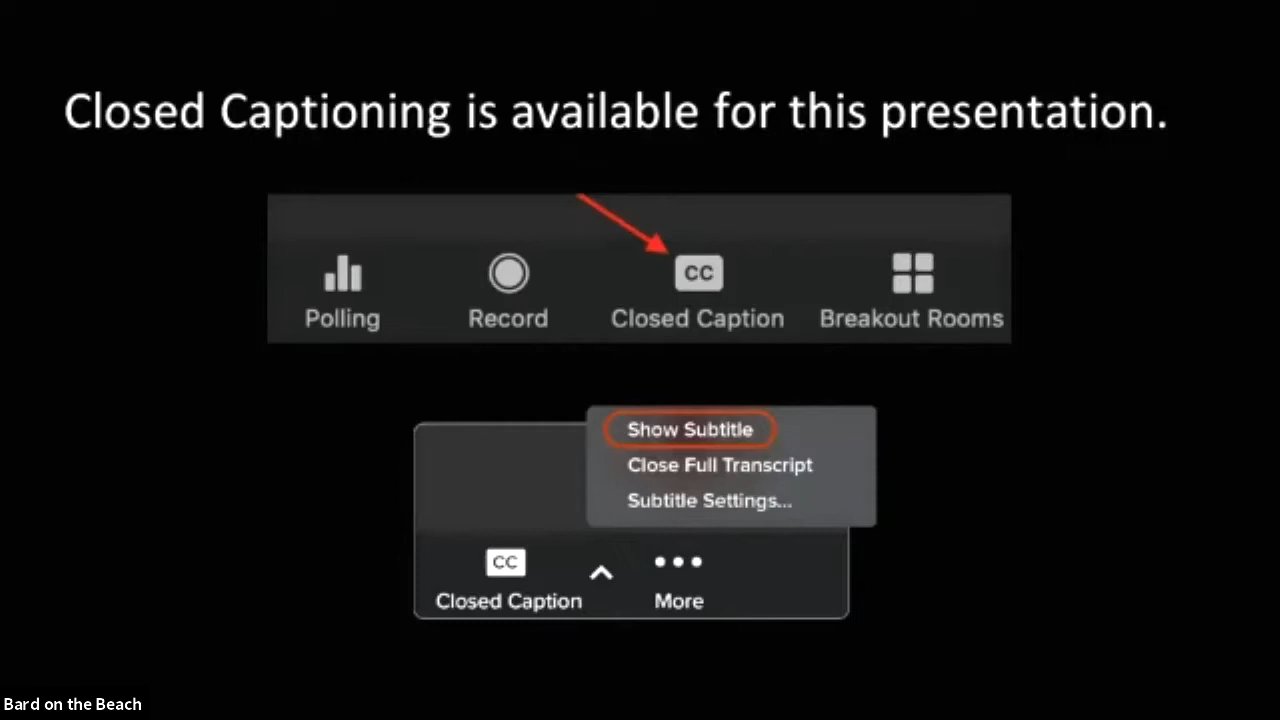 Closed Captioning is available for this presentation.
CC
Polling Record Closed Caption Breakout Rooms
Show Subtitle
Close Full Transcript
Subtitle Settings...
CC
Closed Caption More
Bard on the Beach